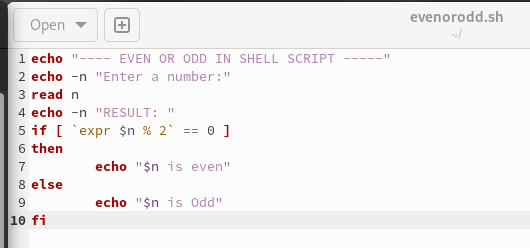 Open
evenorodd.sh
~/
1 echo "---- EVEN OR ODD IN SHELL SCRIPT -----"
2 echo -n "Enter a number:"
3 read n
4 echo -n "RESULT: "
5 if [ `expr $n % 2` == 0 ]
6 then
7         echo "$n is even"
8 else
9         echo "$n is Odd"
10 fi